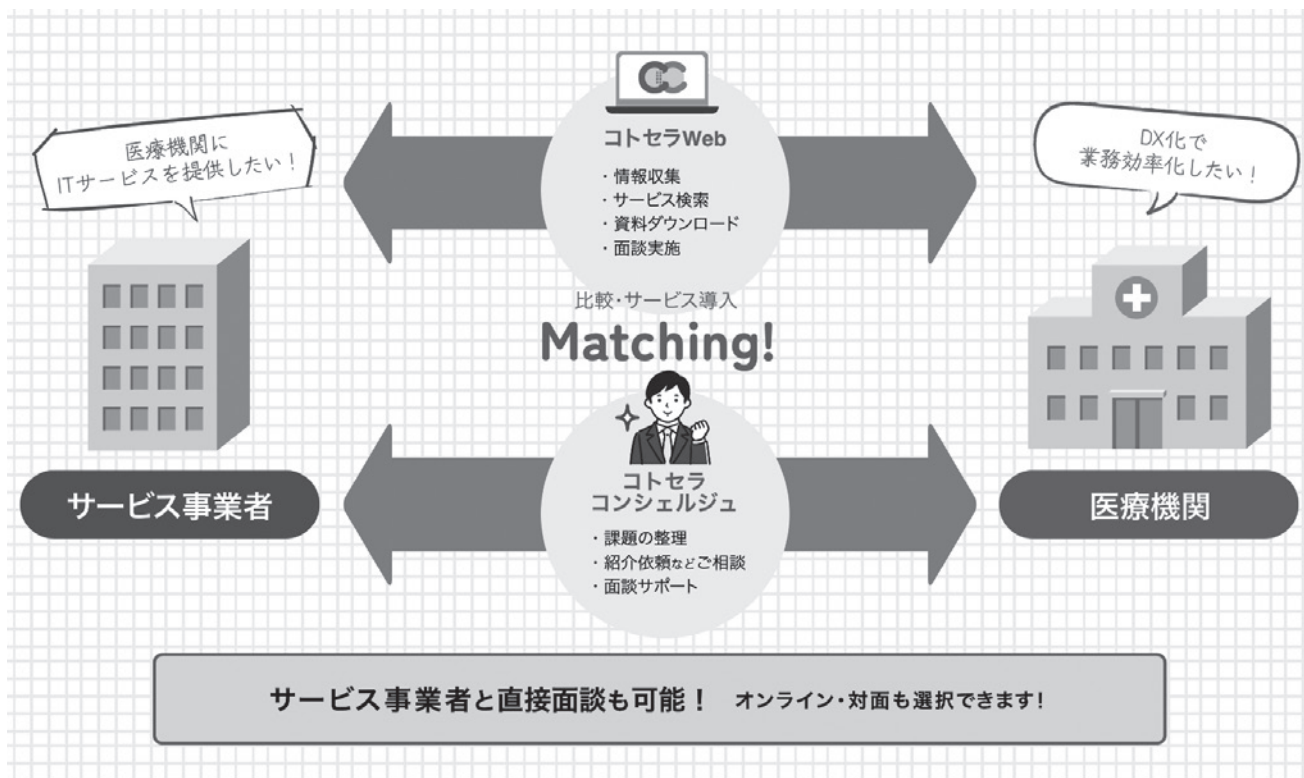 医療機関に
ITサービスを提供したい！
DX化で
業務効率化したい！
コトセラWeb
・情報収集
・サービス検索
・資料ダウンロード
・面談実施
比較・サービス導入
Matching!
コトセラ
コンシェルジュ
・課題の整理
・紹介依頼などご相談
・面談サポート
サービス事業者
医療機関
サービス事業者と直接面談も可能！ オンライン・対面も選択できます！